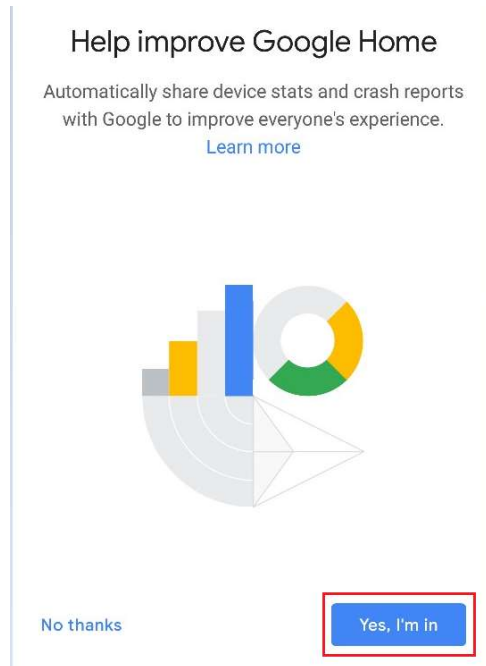 Help improve Google Home
Automatically share device stats and crash reports
with Google to improve everyone's experience.
Learn more
No thanks
Yes, I'm in